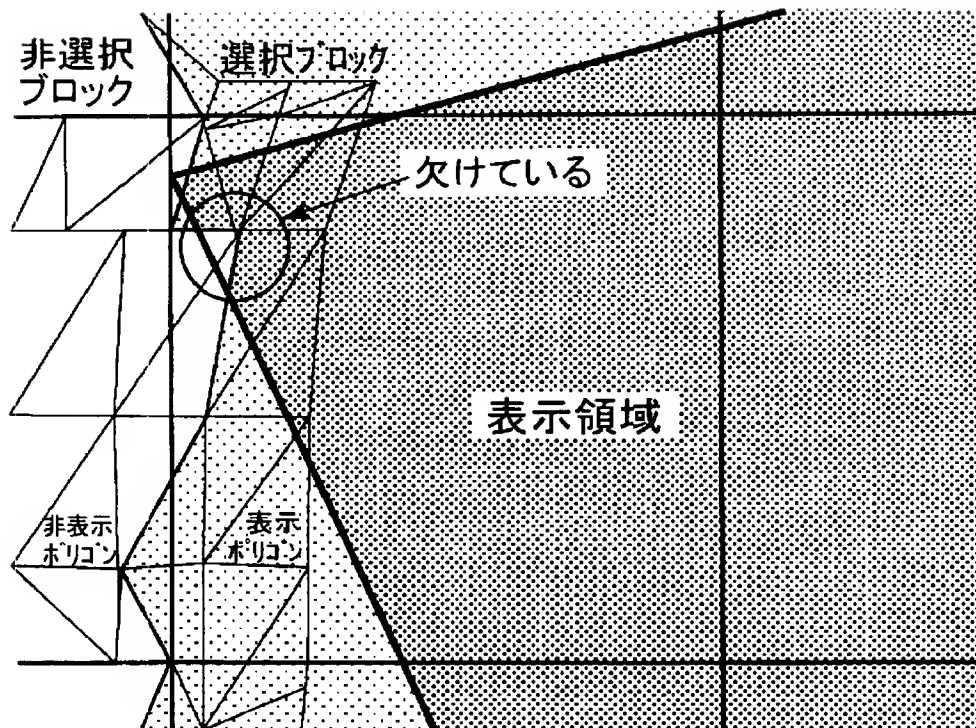 非選択
ブロック
選択ブロック
欠けている
表示領域
非表示
ポリゴン
表示
ポリゴン